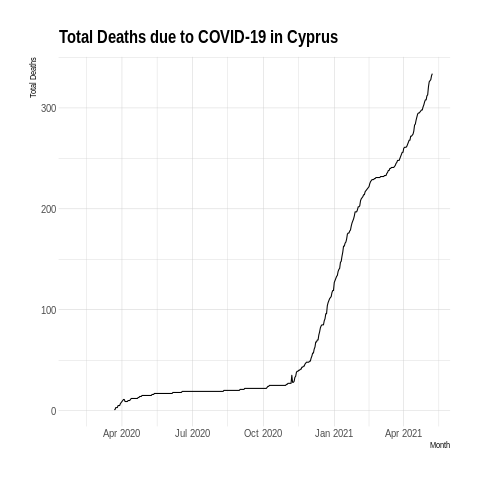 Total Deaths due to COVID-19 in Cyprus
Total Deaths
300
200
100
0
Apr 2020 Jul 2020 Oct 2020 Jan 2021 Apr 2021
Month